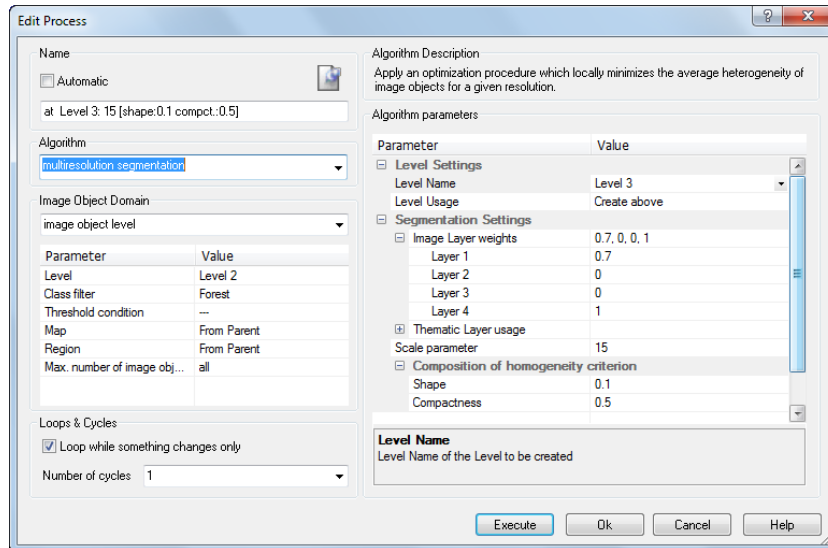 Edit Process
Name
Automatic
at Level 3: 15 [shape:0.1 compct.:0.5]
Algorithm
multiresolution segmentation
Image Object Domain
image object level
Parameter Value
Level Level 2
Class filter Forest
Threshold condition ---
Map From Parent
Region From Parent
Max. number of image obj... all
Loops & Cycles
Loop while something changes only
Number of cycles 1
Algorithm Description
Apply an optimization procedure which locally minimizes the average heterogeneity of
image objects for a given resolution.
Algorithm parameters
Parameter Value
Level Settings
Level Name Level 3
Level Usage Create above
Segmentation Settings
Image Layer weights 0.7, 0, 0, 1
Layer 1 0.7
Layer 2 0
Layer 3 0
Layer 4 1
Thematic Layer usage
Scale parameter 15
Composition of homogeneity criterion
Shape 0.1
Compactness 0.5
Level Name
Level Name of the Level to be created
Execute Ok Cancel Help